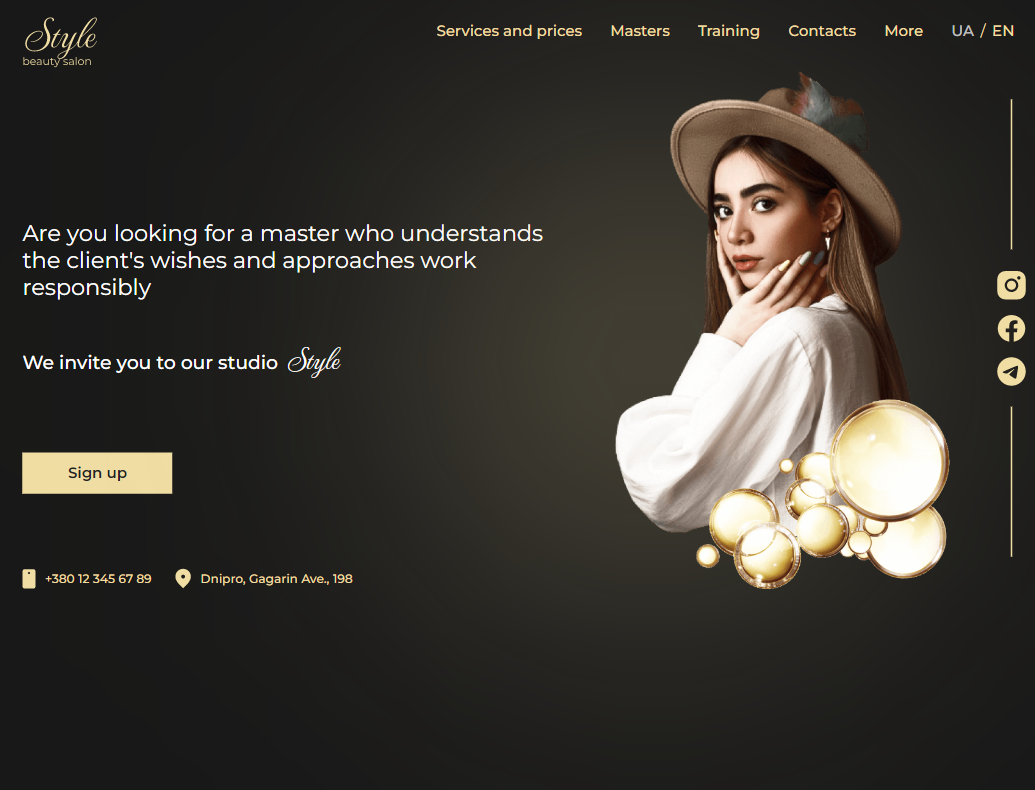 Style
beauty salon
Services and prices
Masters
Training
Contacts
More
UA / EN
Are you looking for a master who understands
the client's wishes and approaches work
responsibly
We invite you to our studio Style
Sign up
+380 12 345 67 89
Dnipro, Gagarin Ave., 198